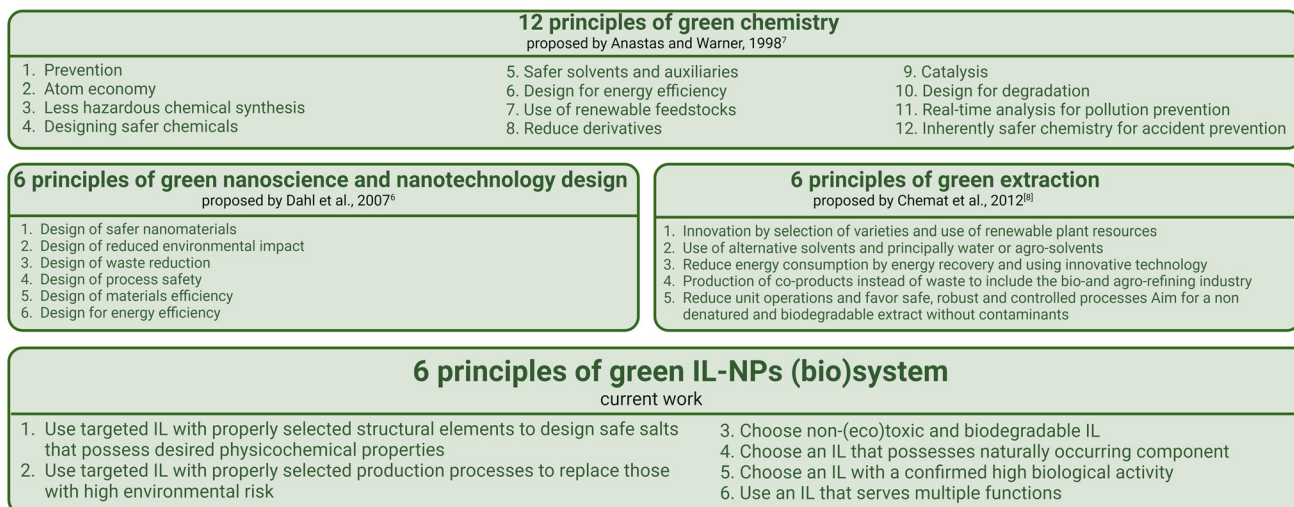 12 principles of green chemistry
proposed by Anastas and Warner, 1998⁷
1. Prevention
2. Atom economy
3. Less hazardous chemical synthesis
4. Designing safer chemicals
5. Safer solvents and auxiliaries
6. Design for energy efficiency
7. Use of renewable feedstocks
8. Reduce derivatives
9. Catalysis
10. Design for degradation
11. Real-time analysis for pollution prevention
12. Inherently safer chemistry for accident prevention
6 principles of green nanoscience and nanotechnology design
proposed by Dahl et al., 2007⁶
1. Design of safer nanomaterials
2. Design of reduced environmental impact
3. Design of waste reduction
4. Design of process safety
5. Design of materials efficiency
6. Design for energy efficiency
6 principles of green extraction
proposed by Chemat et al., 2012[8]
1. Innovation by selection of varieties and use of renewable plant resources
2. Use of alternative solvents and principally water or agro-solvents
3. Reduce energy consumption by energy recovery and using innovative technology
4. Production of co-products instead of waste to include the bio-and agro-refining industry
5. Reduce unit operations and favor safe, robust and controlled processes Aim for a non
denatured and biodegradable extract without contaminants
6 principles of green IL-NPs (bio)system
current work
1. Use targeted IL with properly selected structural elements to design safe salts
that possess desired physicochemical properties
2. Use targeted IL with properly selected production processes to replace those
with high environmental risk
3. Choose non-(eco)toxic and biodegradable IL
4. Choose an IL that possesses naturally occurring component
5. Choose an IL with a confirmed high biological activity
6. Use an IL that serves multiple functions